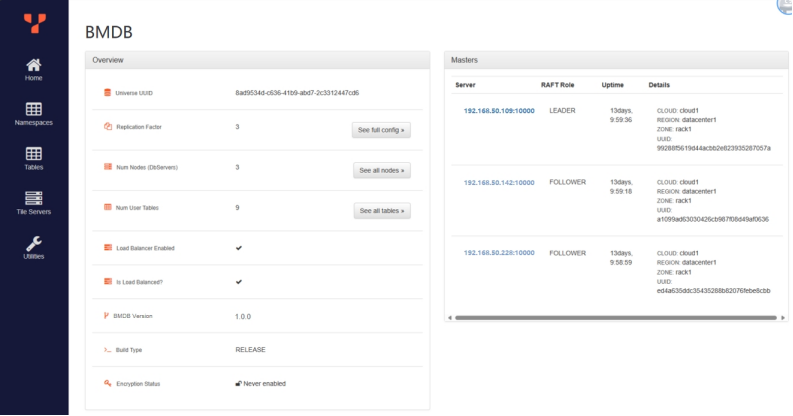 BMDB
Home
Namespaces
Tables
Tile Servers
Utilities
Overview
Universe UUID 8ad9534d-c636-41b9-abd7-2c3312447cd6
Replication Factor 3 See full config »
Num Nodes (DbServers) 3 See all nodes »
Num User Tables 9 See all tables »
Load Balancer Enabled
Is Load Balanced?
BMDB Version 1.0.0
Build Type RELEASE
Encryption Status Never enabled
Masters
Server RAFT Role Uptime Details
192.168.50.109:10000 LEADER 13days, CLOUD: cloud1
9:59:36 REGION: datacenter1
ZONE: rack1
UUID:
99288f5619d44acbb2e823935287057a
192.168.50.142:10000 FOLLOWER 13days, CLOUD: cloud1
9:59:18 REGION: datacenter1
ZONE: rack1
UUID:
a1099ad63030426cb987f08d49af0636
192.168.50.228:10000 FOLLOWER 13days, CLOUD: cloud1
9:58:59 REGION: datacenter1
ZONE: rack1
UUID:
ed4a635ddc35435288b82076febe8cbb